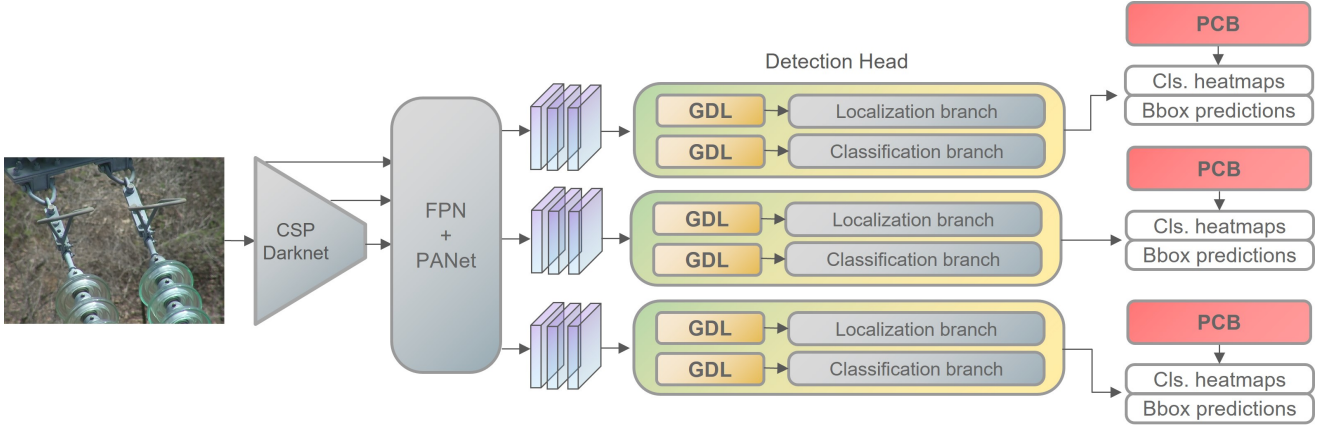 Detection Head
CSP
Darknet
FPN
+
PANet
GDL
Localization branch
GDL
Classification branch
PCB
Cls. heatmaps
Bbox predictions
GDL
Localization branch
GDL
Classification branch
PCB
Cls. heatmaps
Bbox predictions
GDL
Localization branch
GDL
Classification branch
PCB
Cls. heatmaps
Bbox predictions